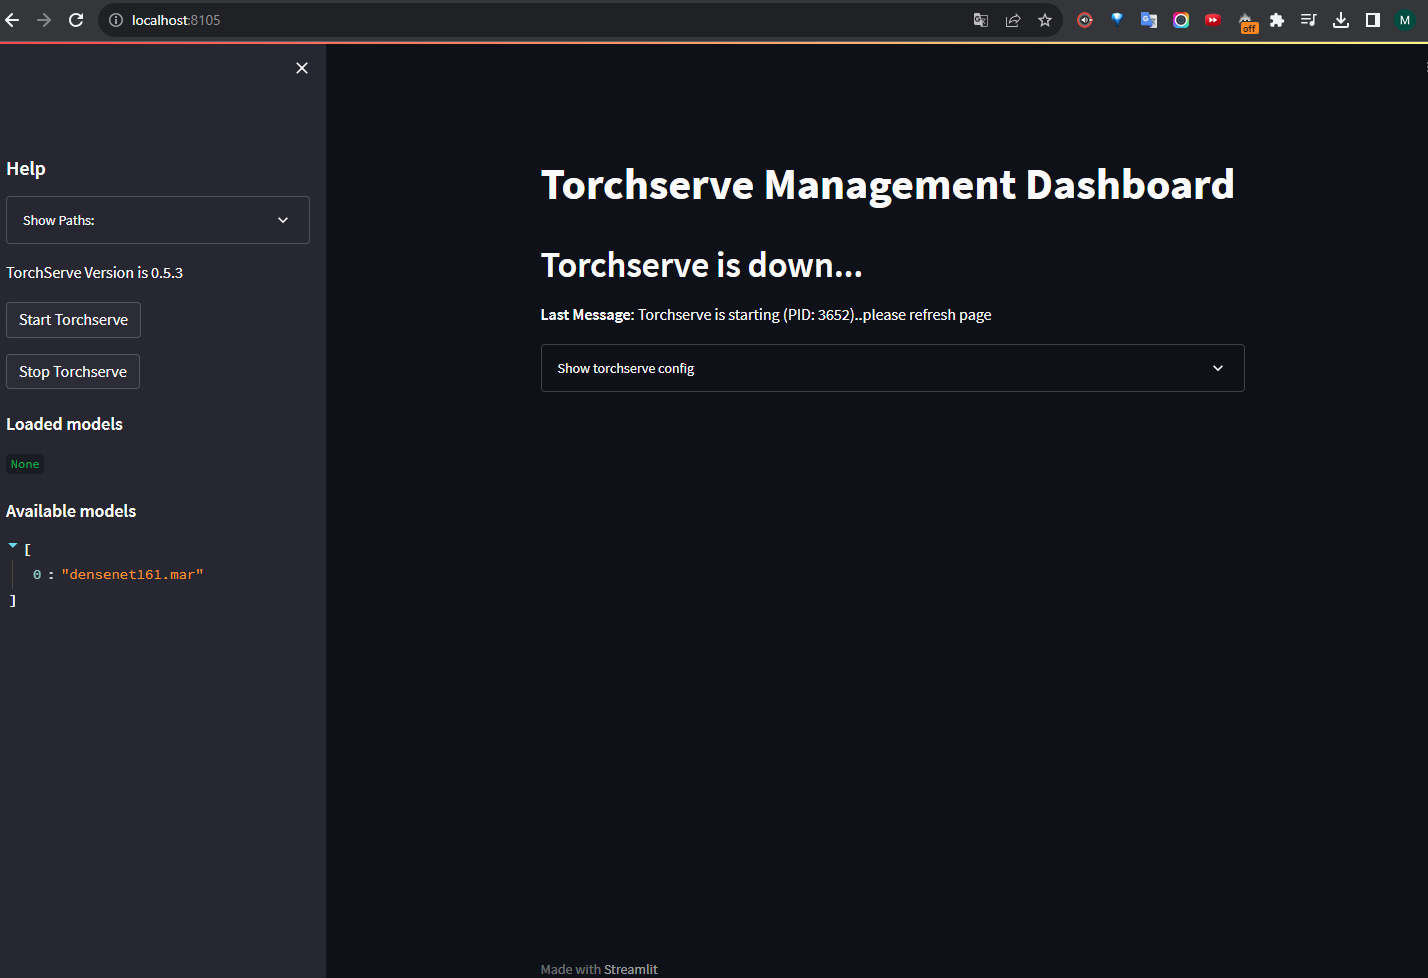 localhost:8105
off
M
Help
Show Paths:
TorchServe Version is 0.5.3
Start Torchserve
Stop Torchserve
Loaded models
None
Available models
[
0 : "densenet161.mar"
]
Torchserve Management Dashboard
Torchserve is down...
Last Message: Torchserve is starting (PID: 3652)..please refresh page
Show torchserve config
Made with Streamlit